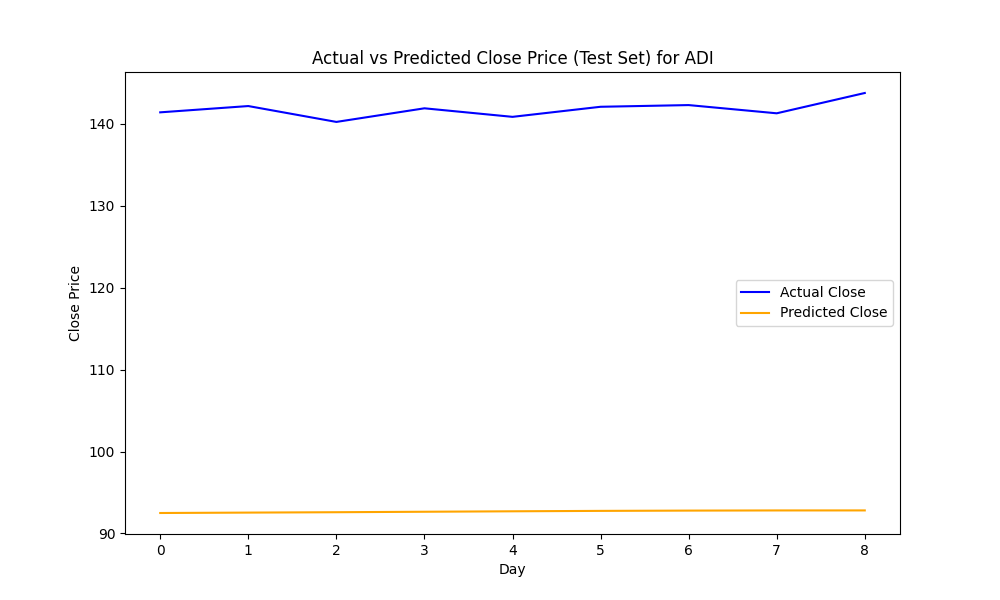 Actual vs Predicted Close Price (Test Set) for ADI
Close Price
140
130
120
110
100
90
Actual Close
Predicted Close
0 1 2 3 4 5 6 7 8
Day